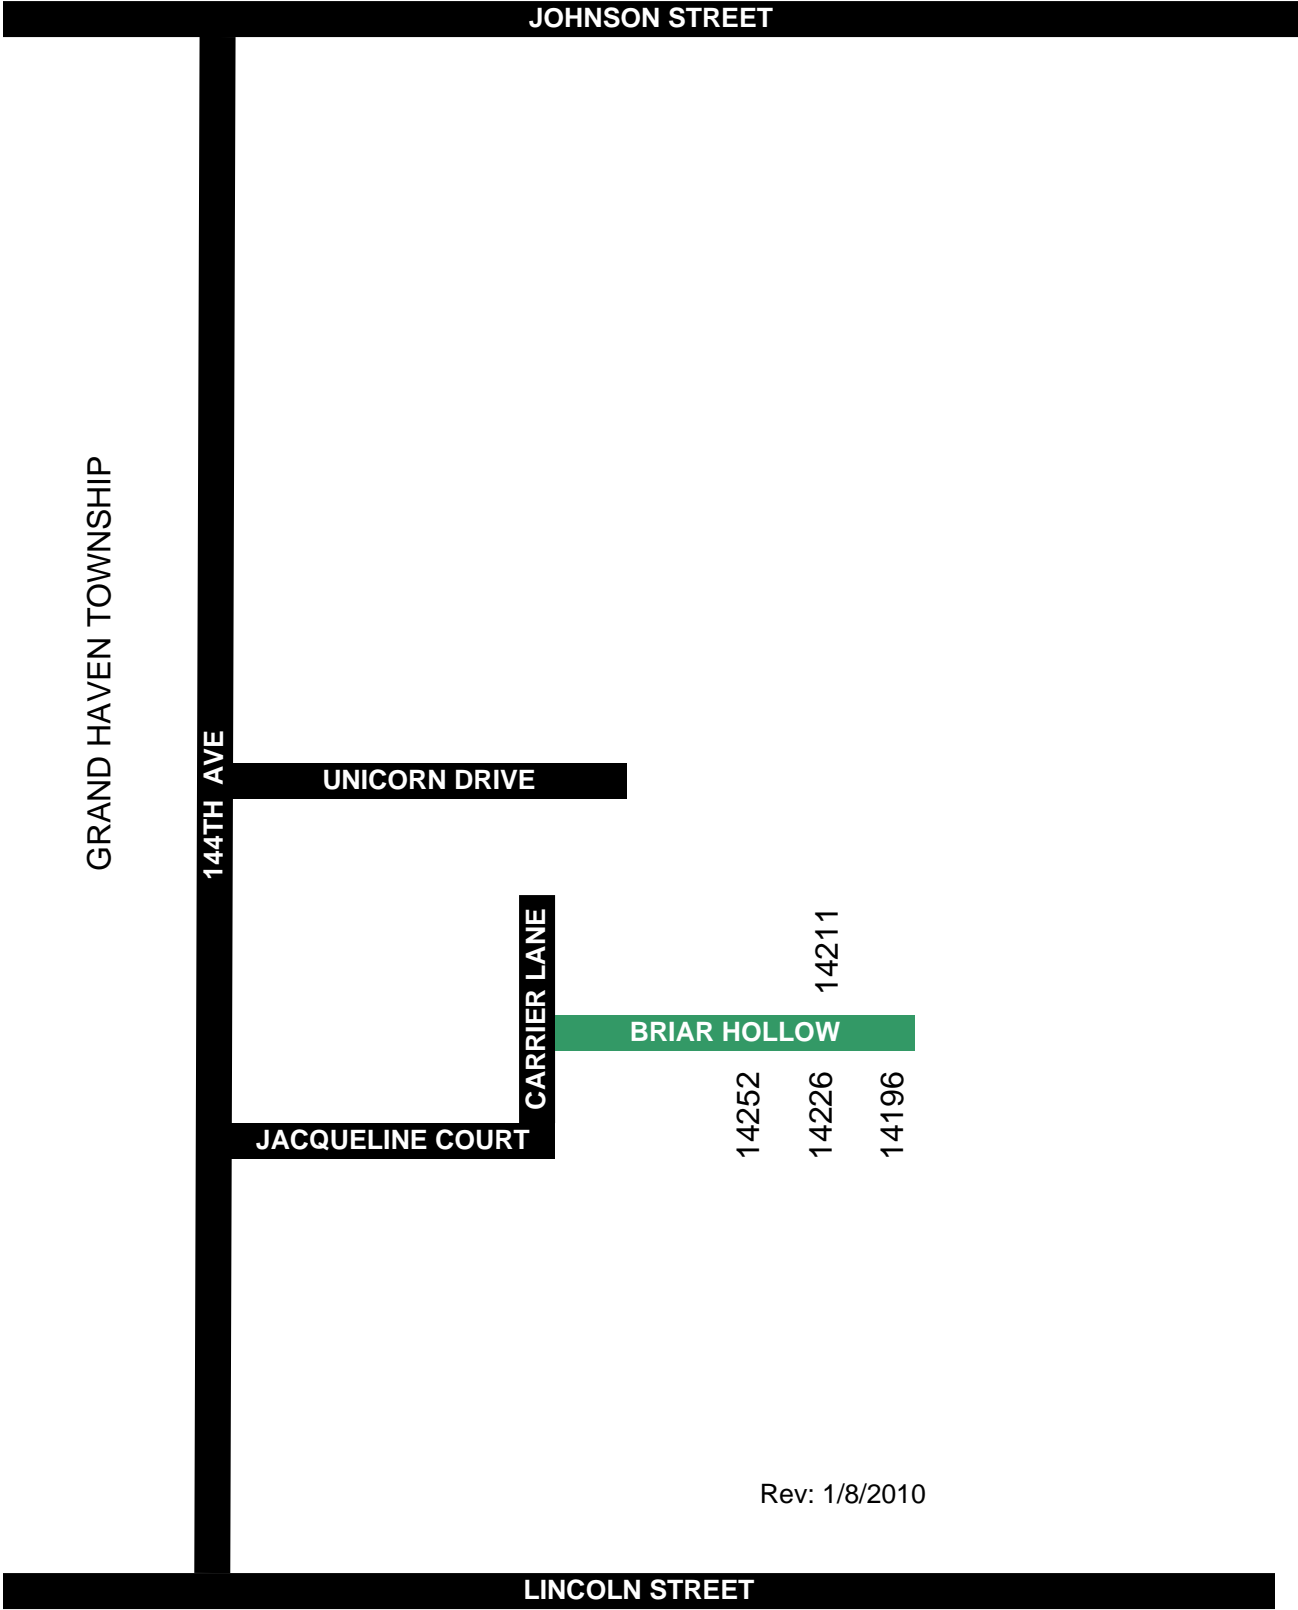 JOHNSON STREET
GRAND HAVEN TOWNSHIP
144TH AVE
UNICORN DRIVE
CARRIER LANE
14211
BRIAR HOLLOW
14252
14226
14196
JACQUELINE COURT
Rev: 1/8/2010
LINCOLN STREET